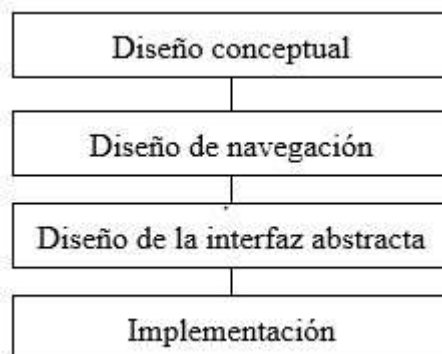 Diseño conceptual
Diseño de navegación
Diseño de la interfaz abstracta
Implementación